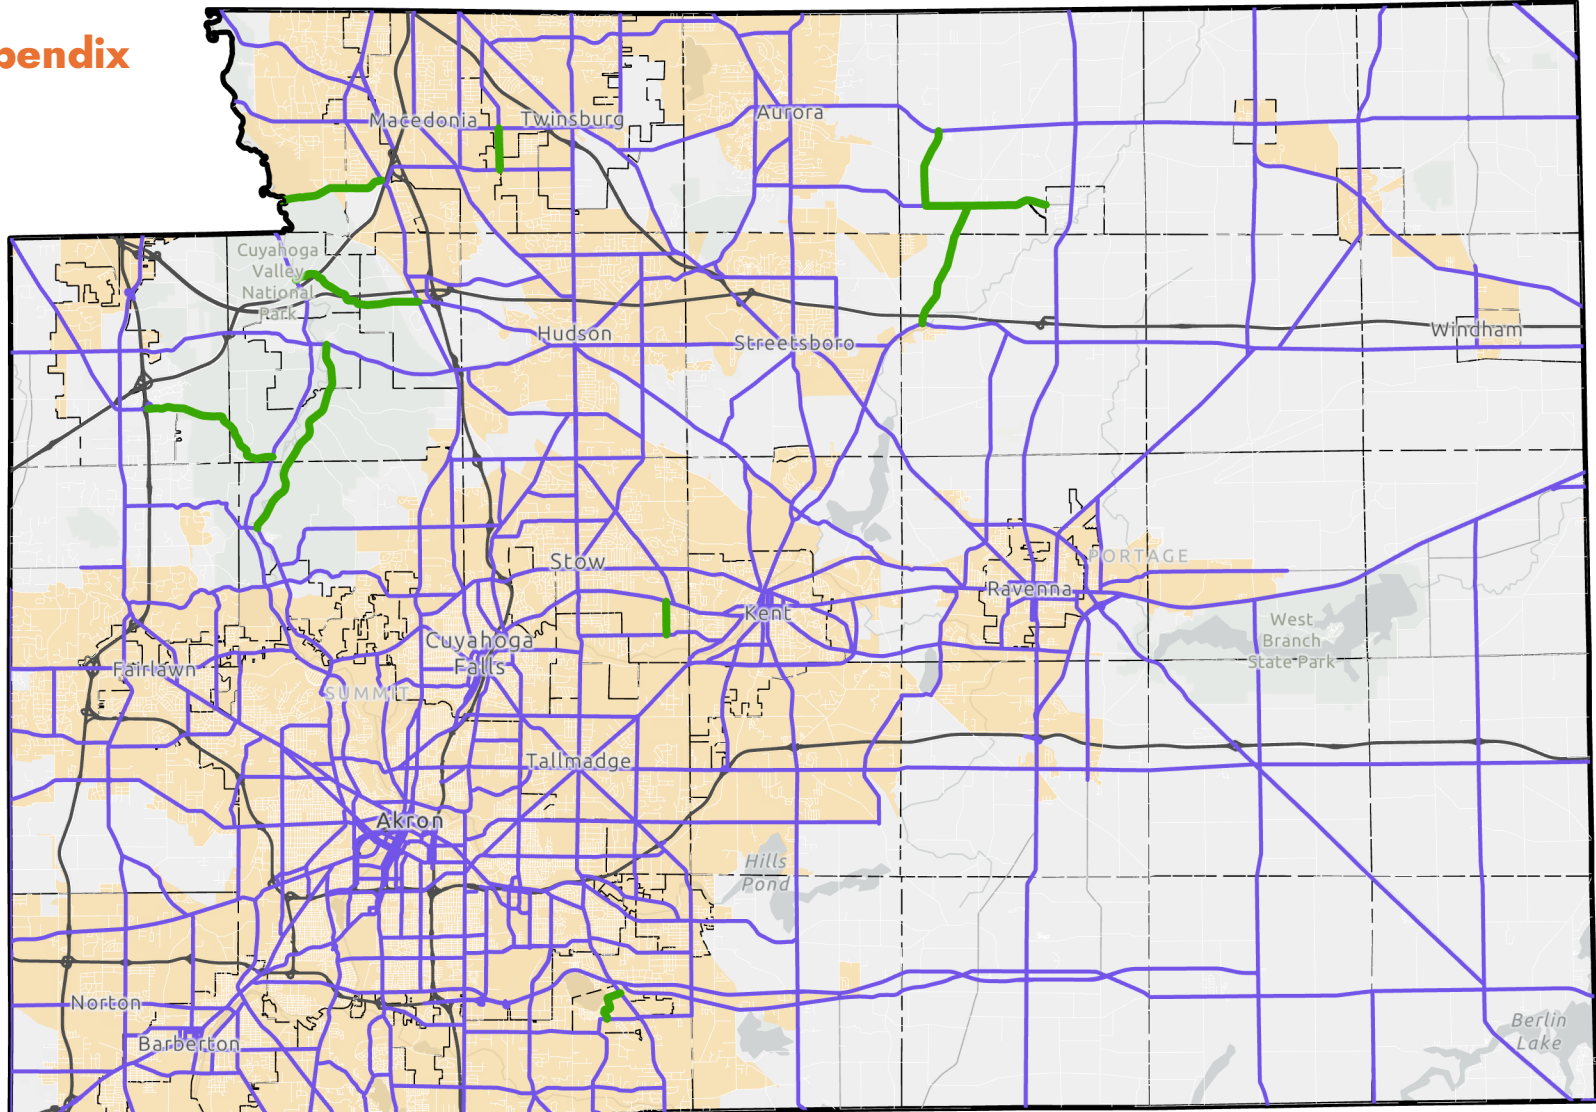 pendix
Macedonia
Twinsburg
Aurora
Cuyahoga
Valley
National
Park
Hudson
Streetsboro
Windham
Stow
PORTAGE
Ravenna
Kent
West
Branch
State Park
Cuyahoga
Falls
Fairlawn
SUMMIT
Tallmadge
Akron
Hills
Pond
Norton
Barberton
Berlin
Lake